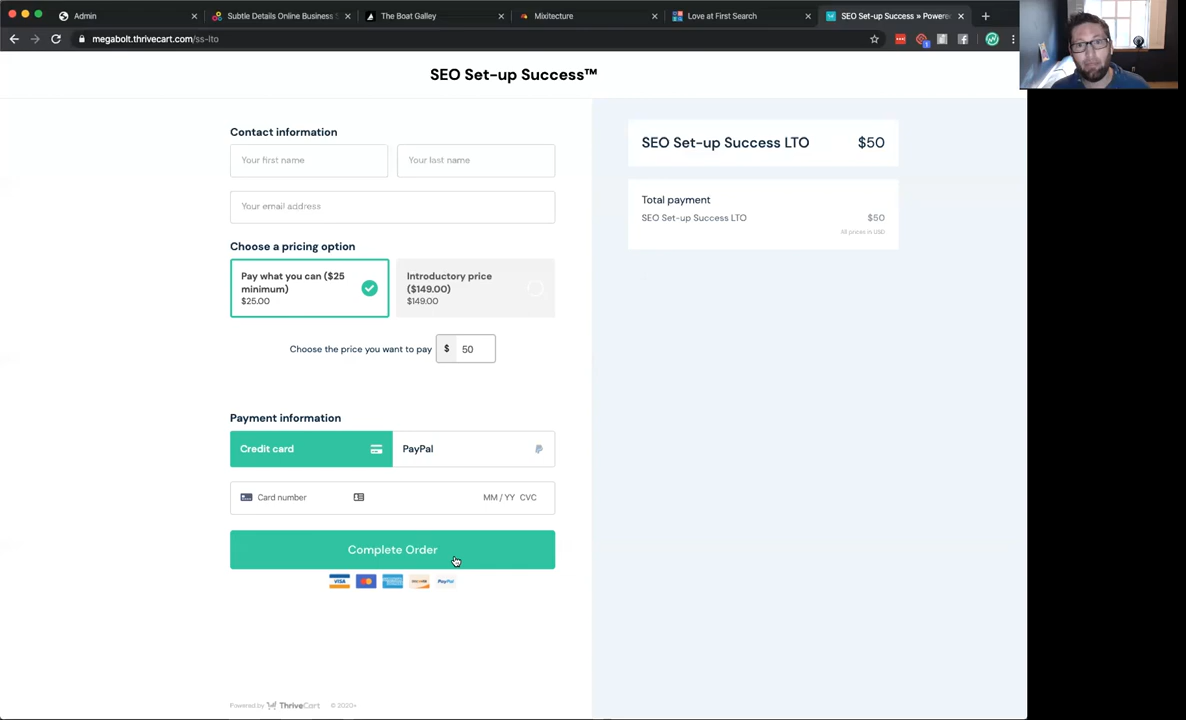 Admin
Subtle Details Online Business S
The Boat Galley
Mixitecture
Love at First Search
SEO Set-up Success » Powere
megabolt.thrivecart.com/ss-lto
SEO Set-up Success™
Contact information
Your first name
Your last name
Your email address
Choose a pricing option
Pay what you can ($25
minimum)
$25.00
Introductory price
($149.00)
$149.00
Choose the price you want to pay $ 50
Payment information
Credit card
PayPal
Card number MM / YY CVC
Complete Order
VISA
PayPal
Powered by ThriveCart © 2020+
SEO Set-up Success LTO $50
Total payment
SEO Set-up Success LTO $50
All prices in USD